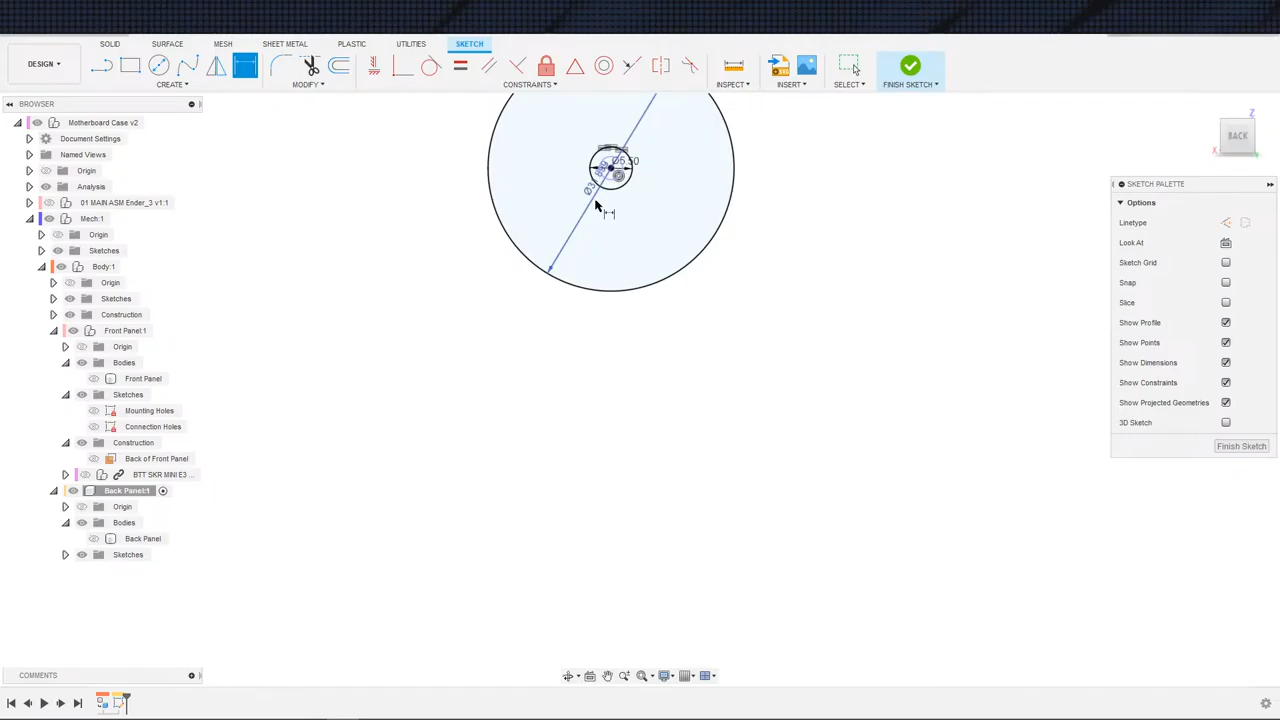 SOLID SURFACE MESH SHEET METAL PLASTIC UTILITIES SKETCH
DESIGN
CREATE MODIFY CONSTRAINTS INSPECT INSERT SELECT FINISH SKETCH
BROWSER
Motherboard Case v2
Document Settings
Named Views
Origin
Analysis
01 MAIN ASM Ender_3 v1:1
Mech:1
Origin
Sketches
Body:1
Origin
Sketches
Construction
Front Panel:1
Origin
Bodies
Front Panel
Sketches
Mounting Holes
Connection Holes
Construction
Back of Front Panel
BTT SKR MINI E3 ...
Back Panel:1
Origin
Bodies
Back Panel
Sketches
Z
BACK
X
SKETCH PALETTE
Options
Linetype
Look At
Sketch Grid
Snap
Slice
Show Profile
Show Points
Show Dimensions
Show Constraints
Show Projected Geometries
3D Sketch
Finish Sketch
COMMENTS